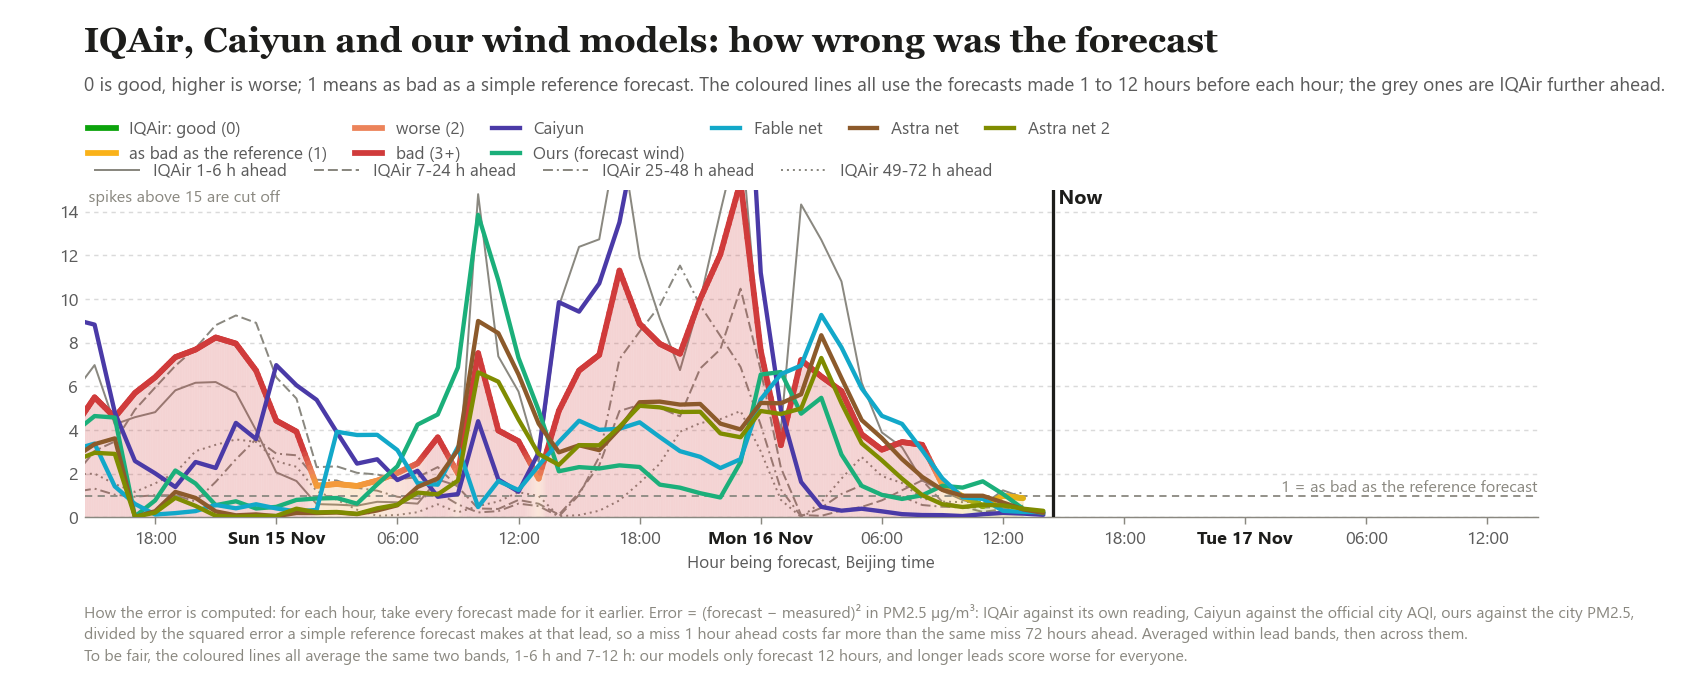 IQAir, Caiyun and our wind models: how wrong was the forecast
0 is good, higher is worse; 1 means as bad as a simple reference forecast. The coloured lines all use the forecasts made 1 to 12 hours before each hour; the grey ones are IQAir further ahead.
IQAir: good (0) worse (2) Caiyun Fable net Astra net Astra net 2
as bad as the reference (1) bad (3+) Ours (forecast wind)
IQAir 1-6 h ahead IQAir 7-24 h ahead IQAir 25-48 h ahead IQAir 49-72 h ahead
spikes above 15 are cut off
Now
14
12
10
8
6
4
2
0
1 = as bad as the reference forecast
18:00 Sun 15 Nov 06:00 12:00 18:00 Mon 16 Nov 06:00 12:00 18:00 Tue 17 Nov 06:00 12:00
Hour being forecast, Beijing time
How the error is computed: for each hour, take every forecast made for it earlier. Error = (forecast − measured)² in PM2.5 µg/m³: IQAir against its own reading, Caiyun against the official city AQI, ours against the city PM2.5,
divided by the squared error a simple reference forecast makes at that lead, so a miss 1 hour ahead costs far more than the same miss 72 hours ahead. Averaged within lead bands, then across them.
To be fair, the coloured lines all average the same two bands, 1-6 h and 7-12 h: our models only forecast 12 hours, and longer leads score worse for everyone.